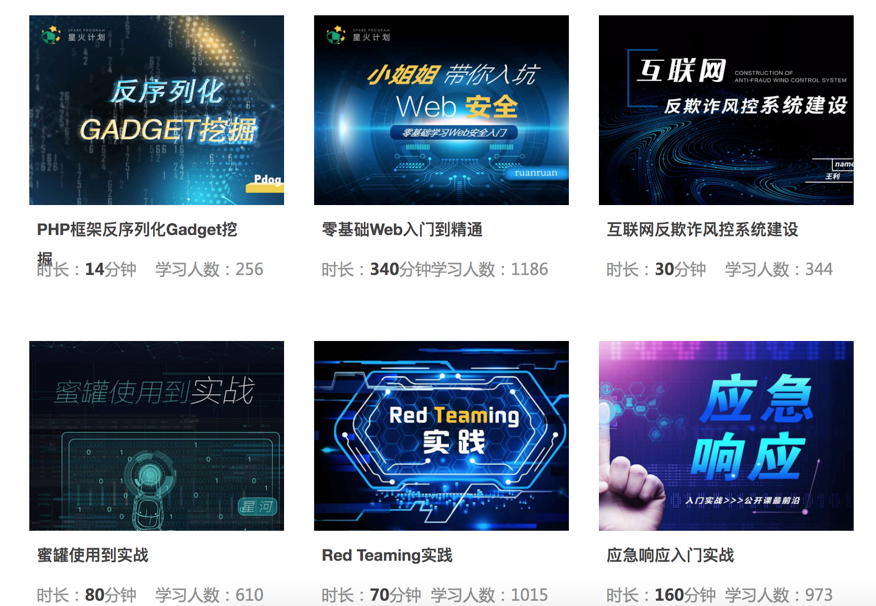 SPARK PROGRAM
星火计划
反序列化
GADGET挖掘
Pdog
PHP框架反序列化Gadget挖
掘
时长：14分钟 学习人数：256
SPARK PROGRAM
星火计划
小姐姐 带你入坑
Web 安全
零基础学习Web安全入门
ruanruan
零基础Web入门到精通
时长：340分钟学习人数：1186
互联网
CONSTRUCTION OF
ANTI-FRAUD WIND CONTROL SYSTEM
反欺诈风控系统建设
name
王利
互联网反欺诈风控系统建设
时长：30分钟 学习人数：344
蜜罐使用到实战
星河
蜜罐使用到实战
时长：80分钟 学习人数：610
Red Teaming
实践
Red Teaming实践
时长：70分钟 学习人数：1015
应急
响应
入门实战>>>公开课最前沿
应急响应入门实战
时长：160分钟 学习人数：973